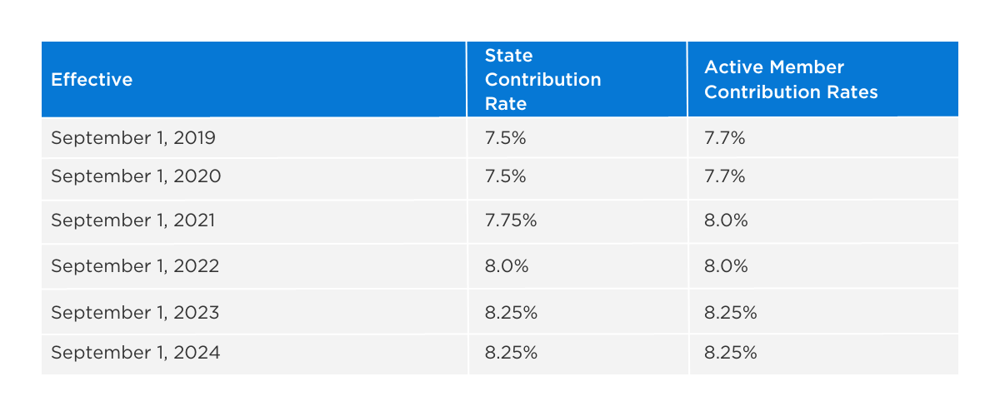 Effective
State
Contribution
Rate
Active Member
Contribution Rates
September 1, 2019 7.5% 7.7%
September 1, 2020 7.5% 7.7%
September 1, 2021 7.75% 8.0%
September 1, 2022 8.0% 8.0%
September 1, 2023 8.25% 8.25%
September 1, 2024 8.25% 8.25%